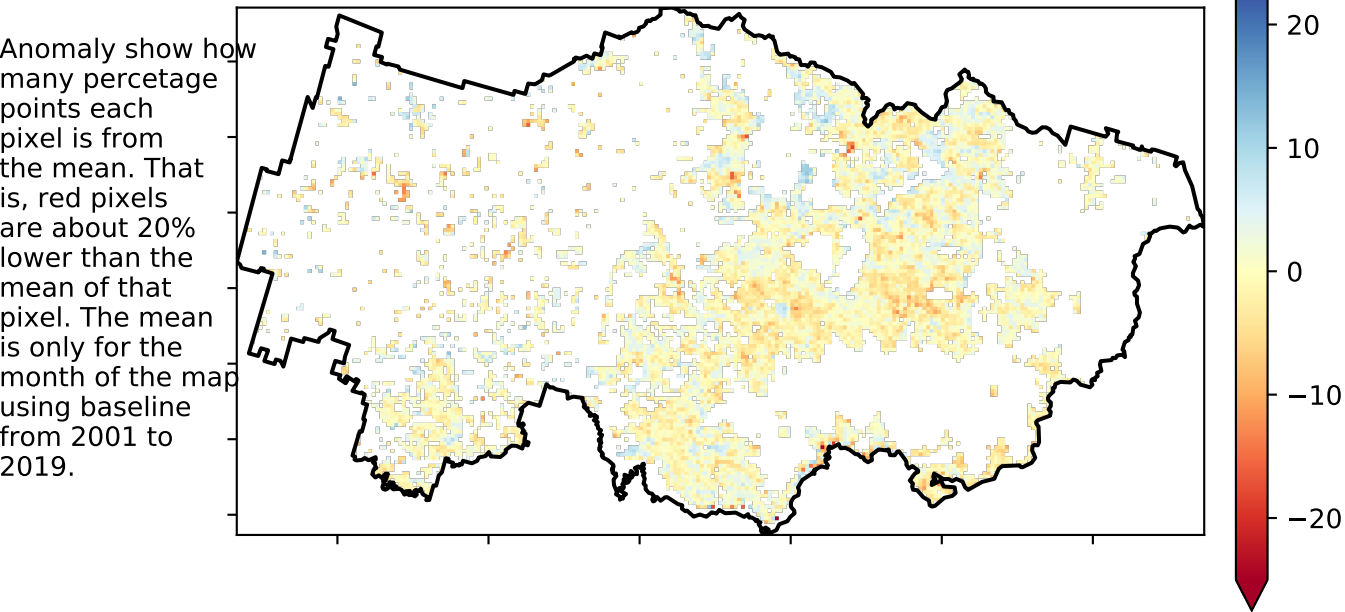 Anomaly show how
many percetage
points each
pixel is from
the mean. That
is, red pixels
are about 20%
lower than the
mean of that
pixel. The mean
is only for the
month of the map
using baseline
from 2001 to
2019.
20
10
0
−10
−20